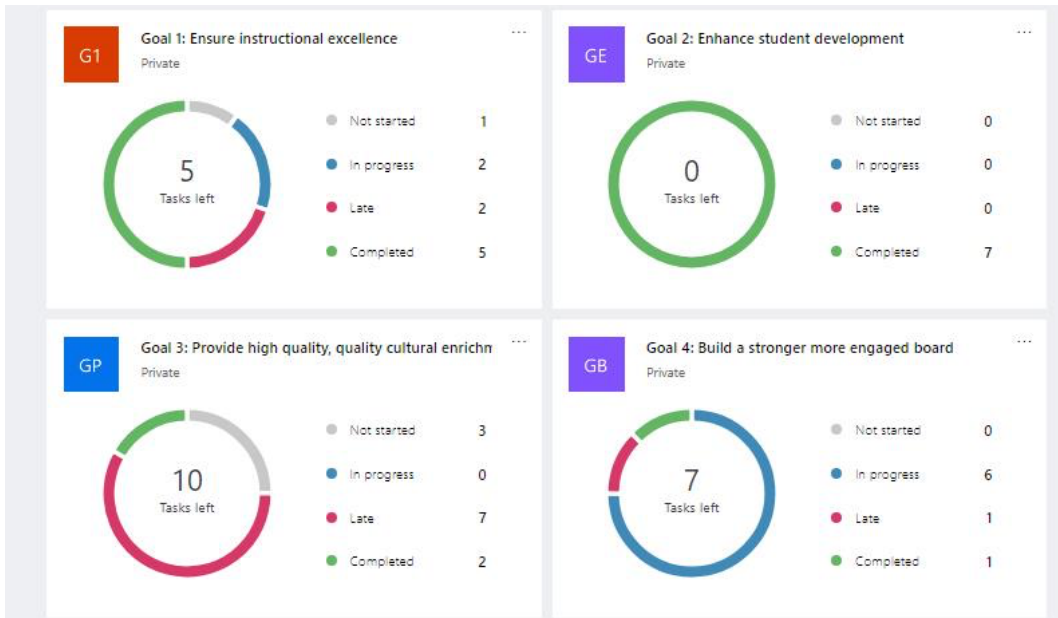 G1
Goal 1: Ensure instructional excellence
...
Private
5
Tasks left
Not started 1
In progress 2
Late 2
Completed 5
GE
Goal 2: Enhance student development
...
Private
0
Tasks left
Not started 0
In progress 0
Late 0
Completed 7
GP
Goal 3: Provide high quality, quality cultural enrichm
...
Private
10
Tasks left
Not started 3
In progress 0
Late 7
Completed 2
GB
Goal 4: Build a stronger more engaged board
...
Private
7
Tasks left
Not started 0
In progress 6
Late 1
Completed 1